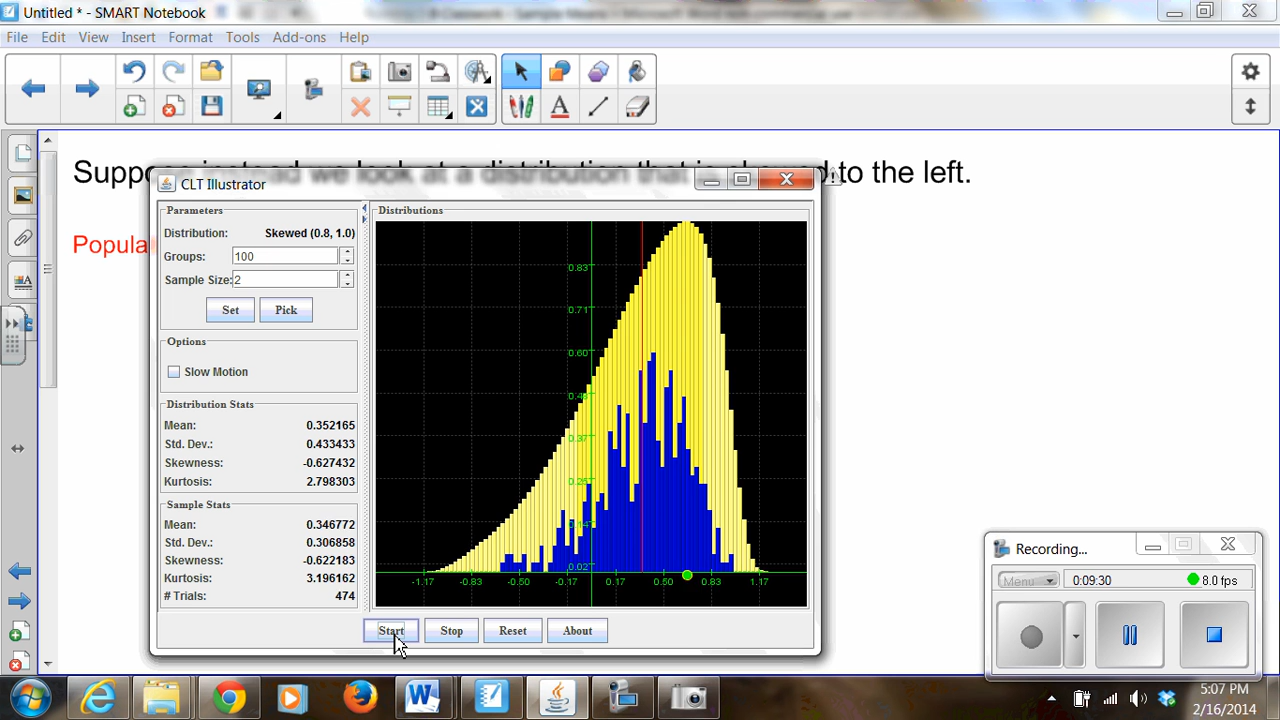 Untitled * - SMART Notebook
File Edit View Insert Format Tools Add-ons Help
to the left.
Popula
CLT Illustrator
Parameters
Distribution: Skewed (0.8, 1.0)
Groups: 100
Sample Size: 2
Set Pick
Options
Slow Motion
Distribution Stats
Mean: 0.352165
Std. Dev.: 0.433433
Skewness: -0.627432
Kurtosis: 2.798303
Sample Stats
Mean: 0.346772
Std. Dev.: 0.306858
Skewness: -0.622183
Kurtosis: 3.196162
# Trials: 474
Distributions
0.83
0.71
0.60
0.37
0.02
-1.17 -0.83 -0.50 -0.17 0.17 0.50 0.83 1.17
Start Stop Reset About
Recording...
Menu 0:09:30 8.0 fps
5:07 PM
2/16/2014